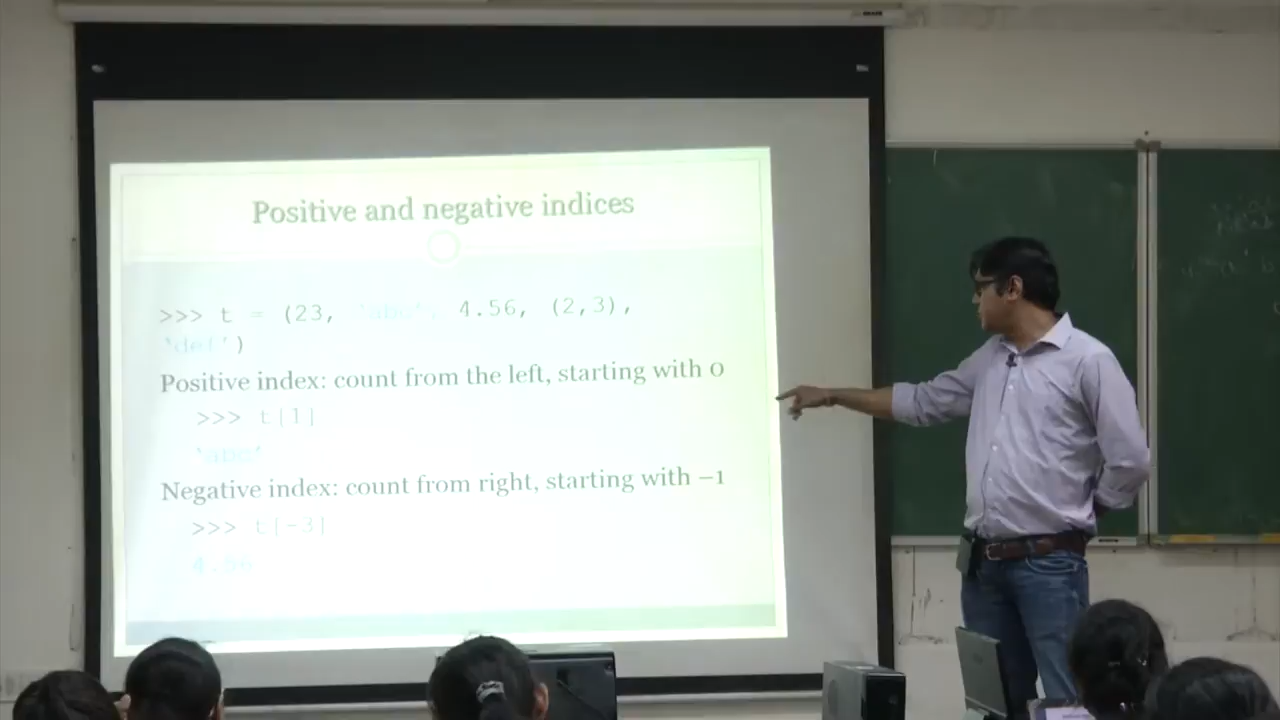 Positive and negative indices
>>> t = (23, 'abc', 4.56, (2,3),
'def')
Positive index: count from the left, starting with 0
>>> t[1]
'abc'
Negative index: count from right, starting with –1
>>> t[-3]
4.56